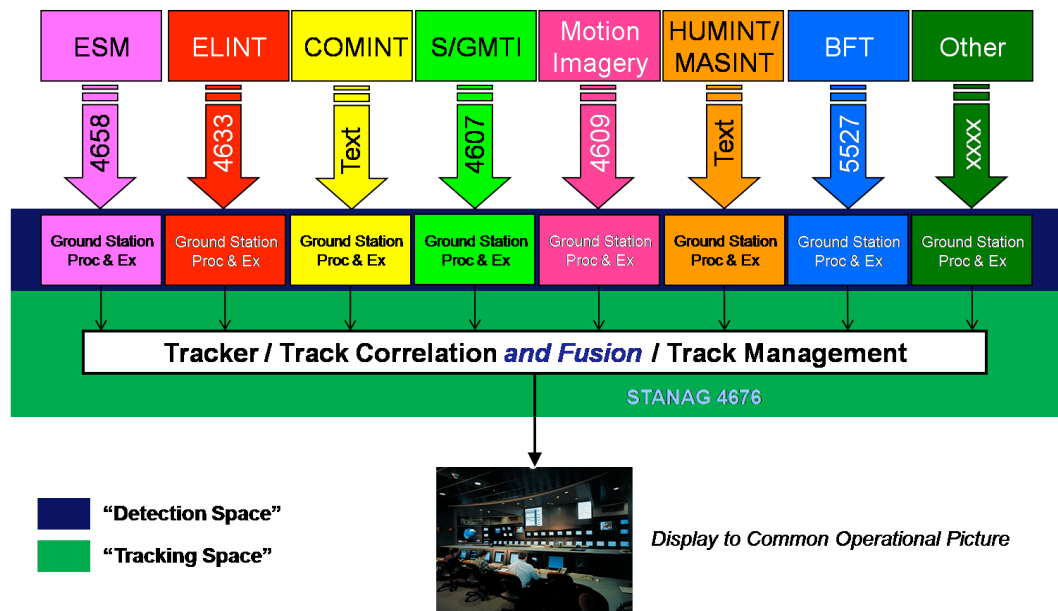 ESM
ELINT
COMINT
S/GMTI
Motion
Imagery
HUMINT/
MASINT
BFT
Other
4658
4633
Text
4607
4609
Text
5527
xxxx
Ground Station
Proc & Ex
Ground Station
Proc & Ex
Ground Station
Proc & Ex
Ground Station
Proc & Ex
Ground Station
Proc & Ex
Ground Station
Proc & Ex
Ground Station
Proc & Ex
Ground Station
Proc & Ex
Tracker / Track Correlation and Fusion / Track Management
STANAG 4676
“Detection Space”
“Tracking Space”
Display to Common Operational Picture